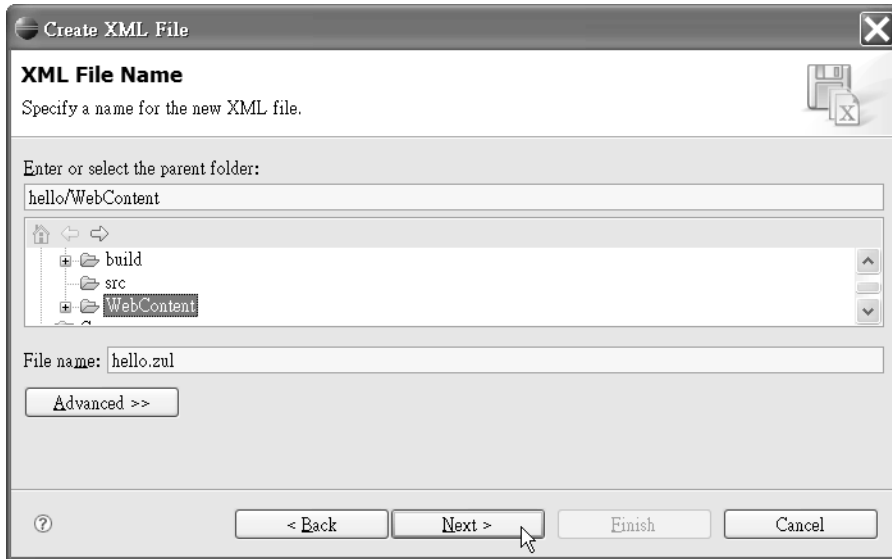 Create XML File
XML File Name
Specify a name for the new XML file.
Enter or select the parent folder:
hello/WebContent
build
src
WebContent
File name: hello.zul
Advanced >>
< Back Next > Finish Cancel